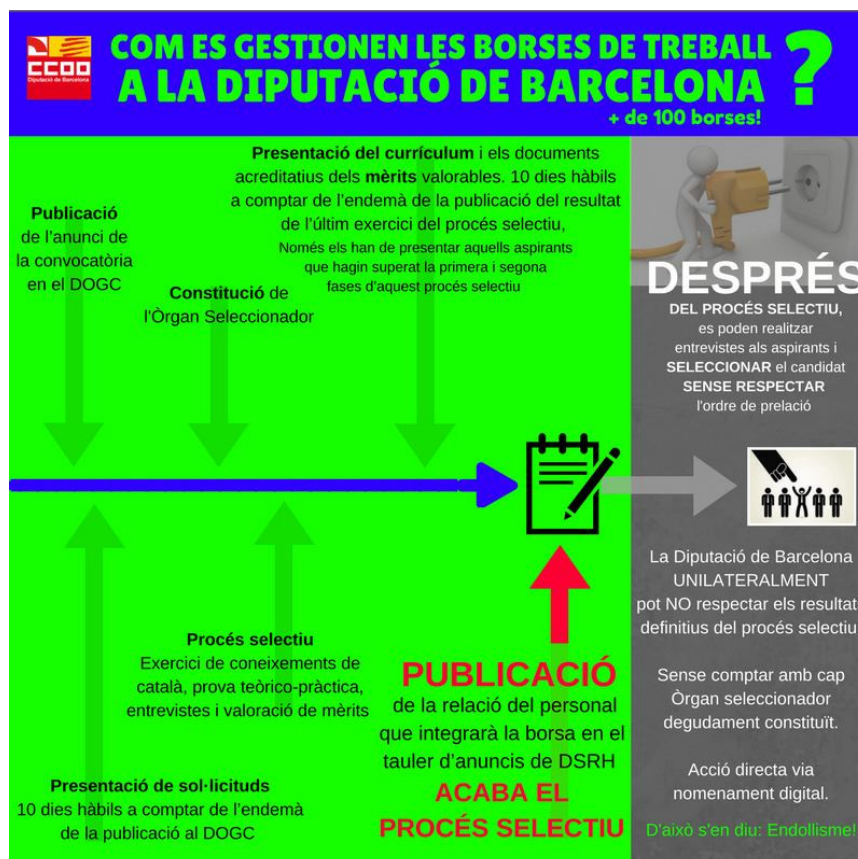 CCOO
Diputació de Barcelona
COM ES GESTIONEN LES BORSES DE TREBALL
A LA DIPUTACIÓ DE BARCELONA
?
+ de 100 borses!
Publicació
de l'anunci de
la convocatòria
en el DOGC
Constitució de
l'Òrgan Seleccionador
Presentació del currículum i els documents
acreditatius dels mèrits valorables. 10 dies hàbils
a comptar de l'endemà de la publicació del resultat
de l'últim exercici del procés selectiu,
Només els han de presentar aquells aspirants
que hagin superat la primera i segona
fases d'aquest procés selectiu
DESPRÉS
DEL PROCÉS SELECTIU,
es poden realitzar
entrevistes als aspirants i
SELECCIONAR el candidat
SENSE RESPECTAR
l'ordre de prelació
Presentació de sol·licituds
10 dies hàbils a comptar de l'endemà
de la publicació al DOGC
Procés selectiu
Exercici de coneixements de
català, prova teòrico-pràctica,
entrevistes i valoració de mèrits
PUBLICACIÓ
de la relació del personal
que integrarà la borsa en el
tauler d'anuncis de DSRH
ACABA EL
PROCÉS SELECTIU
La Diputació de Barcelona
UNILATERALMENT
pot NO respectar els resultats
definitius del procés selectiu
Sense comptar amb cap
Òrgan seleccionador
degudament constituït.
Acció directa via
nomenament digital.
D'això s'en diu: Endollisme!